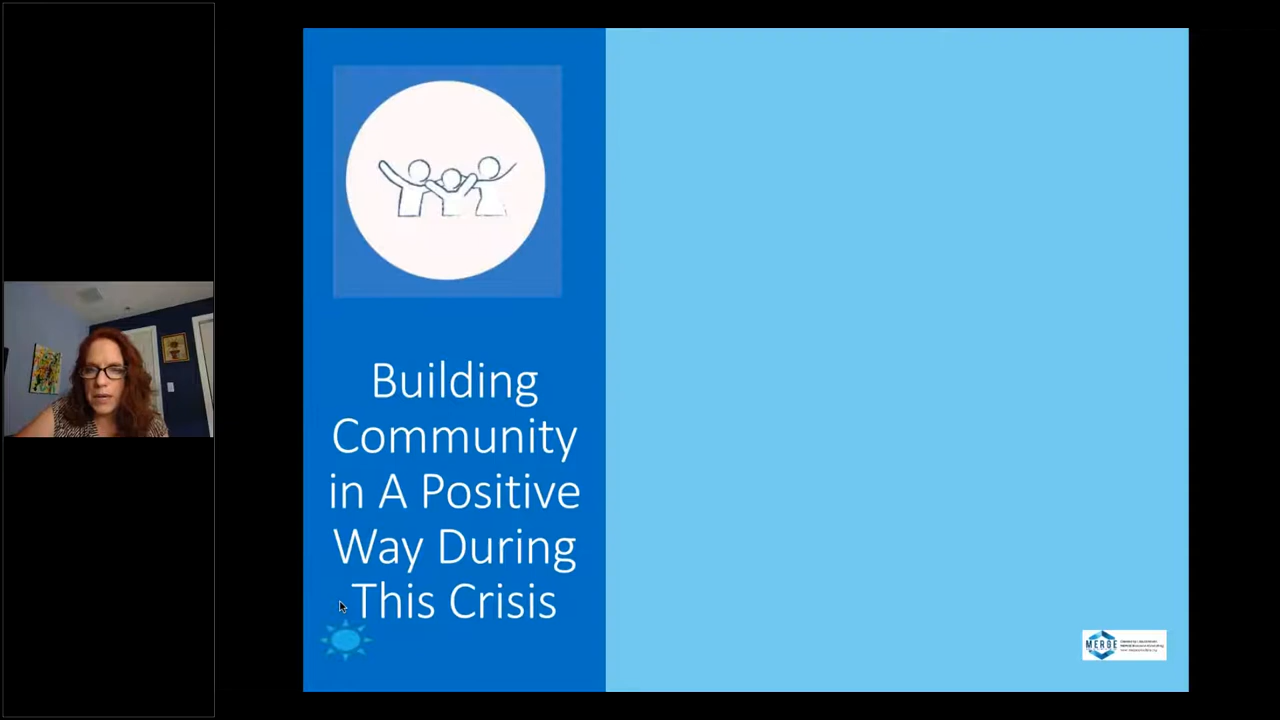 Building
Community
in A Positive
Way During
This Crisis
MERGE